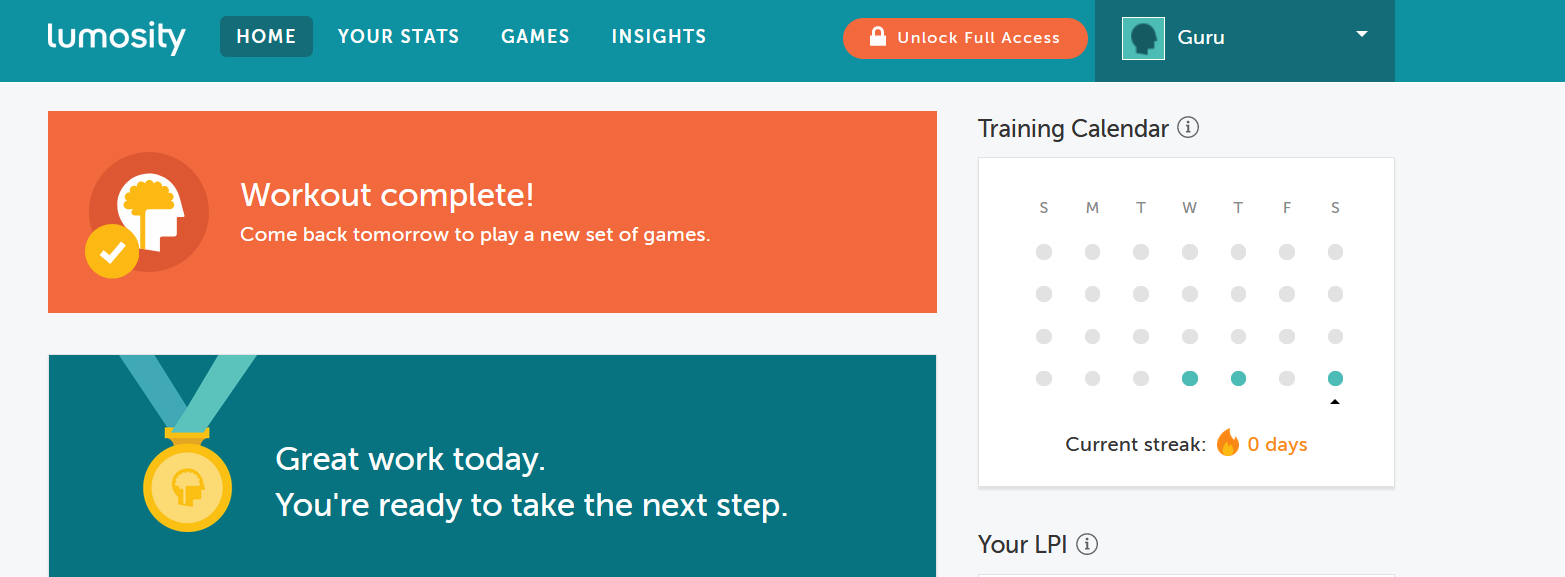 lumosity HOME YOUR STATS GAMES INSIGHTS Unlock Full Access Guru
Workout complete!
Come back tomorrow to play a new set of games.
Great work today.
You're ready to take the next step.
Training Calendar
S M T W T F S
Current streak: 0 days
Your LPI